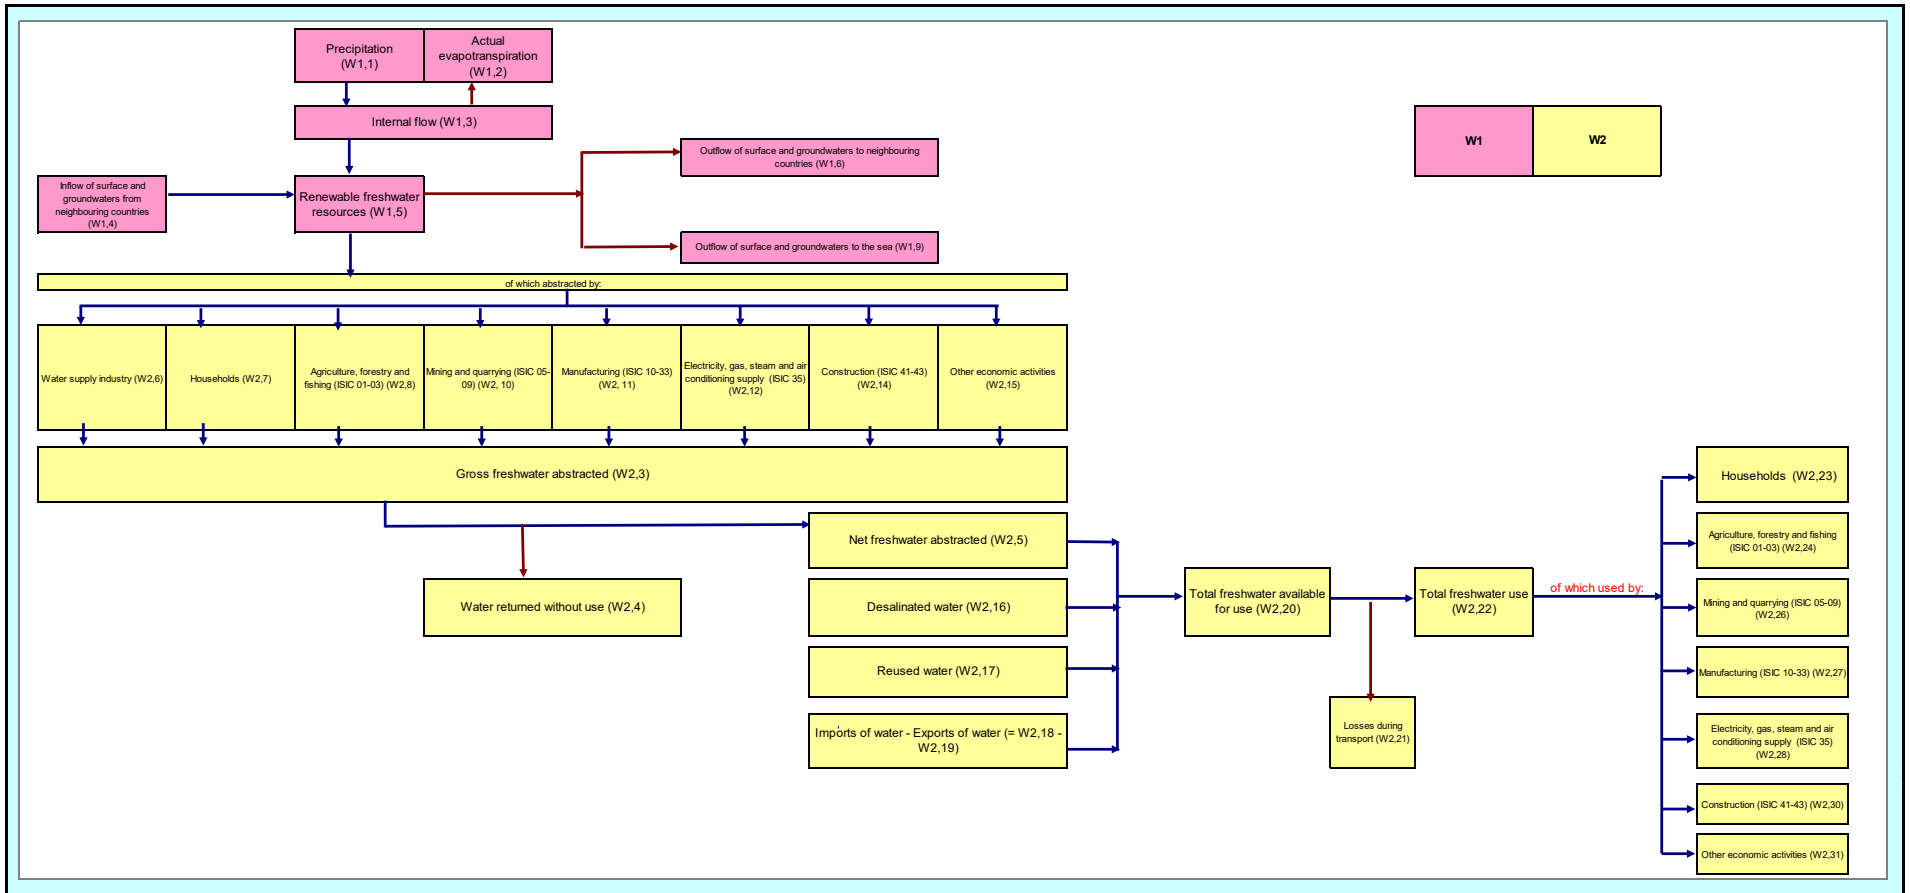 Precipitation
(W1,1)
Actual
evapotranspiration
(W1,2)
Internal flow (W1,3)
W1
W2
Outflow of surface and groundwaters to neighbouring
countries (W1,6)
Inflow of surface and
groundwaters from
neighbouring countries
(W1,4)
Renewable freshwater
resources (W1,5)
Outflow of surface and groundwaters to the sea (W1,9)
of which abstracted by:
Water supply industry (W2,6)
Households (W2,7)
Agriculture, forestry and
fishing (ISIC 01-03) (W2,8)
Mining and quarrying (ISIC 05-
09) (W2, 10)
Manufacturing (ISIC 10-33)
(W2, 11)
Electricity, gas, steam and air
conditioning supply  (ISIC 35)
(W2,12)
Construction (ISIC 41-43)
(W2,14)
Other economic activities
(W2,15)
Gross freshwater abstracted (W2,3)
Net freshwater abstracted (W2,5)
Water returned without use (W2,4)
Desalinated water (W2,16)
Reused water (W2,17)
Imports of water - Exports of water (= W2,18 -
W2,19)
Total freshwater available
for use (W2,20)
Losses during
transport (W2,21)
Total freshwater use
(W2,22)
of which used by:
Households  (W2,23)
Agriculture, forestry and fishing
(ISIC 01-03) (W2,24)
Mining and quarrying (ISIC 05-09)
(W2,26)
Manufacturing (ISIC 10-33) (W2,27)
Electricity, gas, steam and air
conditioning supply  (ISIC 35)
(W2,28)
Construction (ISIC 41-43) (W2,30)
Other economic activities (W2,31)